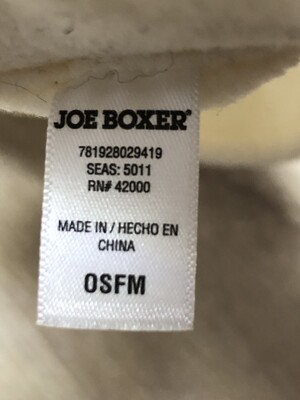 JOE BOXER®
781928029419
SEAS: 5011
RN# 42000
MADE IN / HECHO EN
CHINA
OSFM